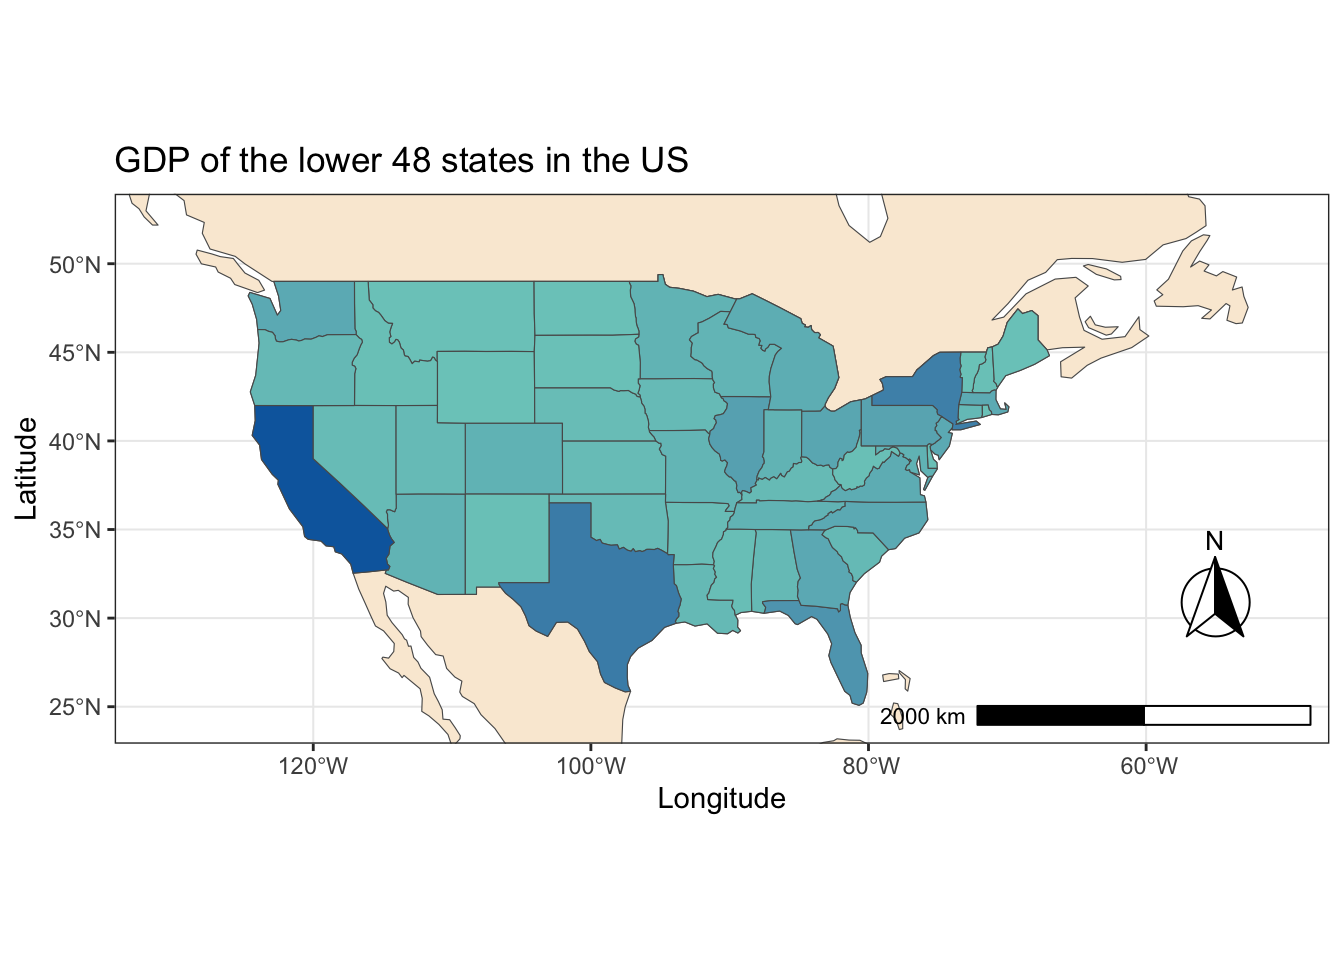 GDP of the lower 48 states in the US
50°N
45°N
40°N
35°N
30°N
25°N
Latitude
N
2000 km
120°W 100°W 80°W 60°W
Longitude